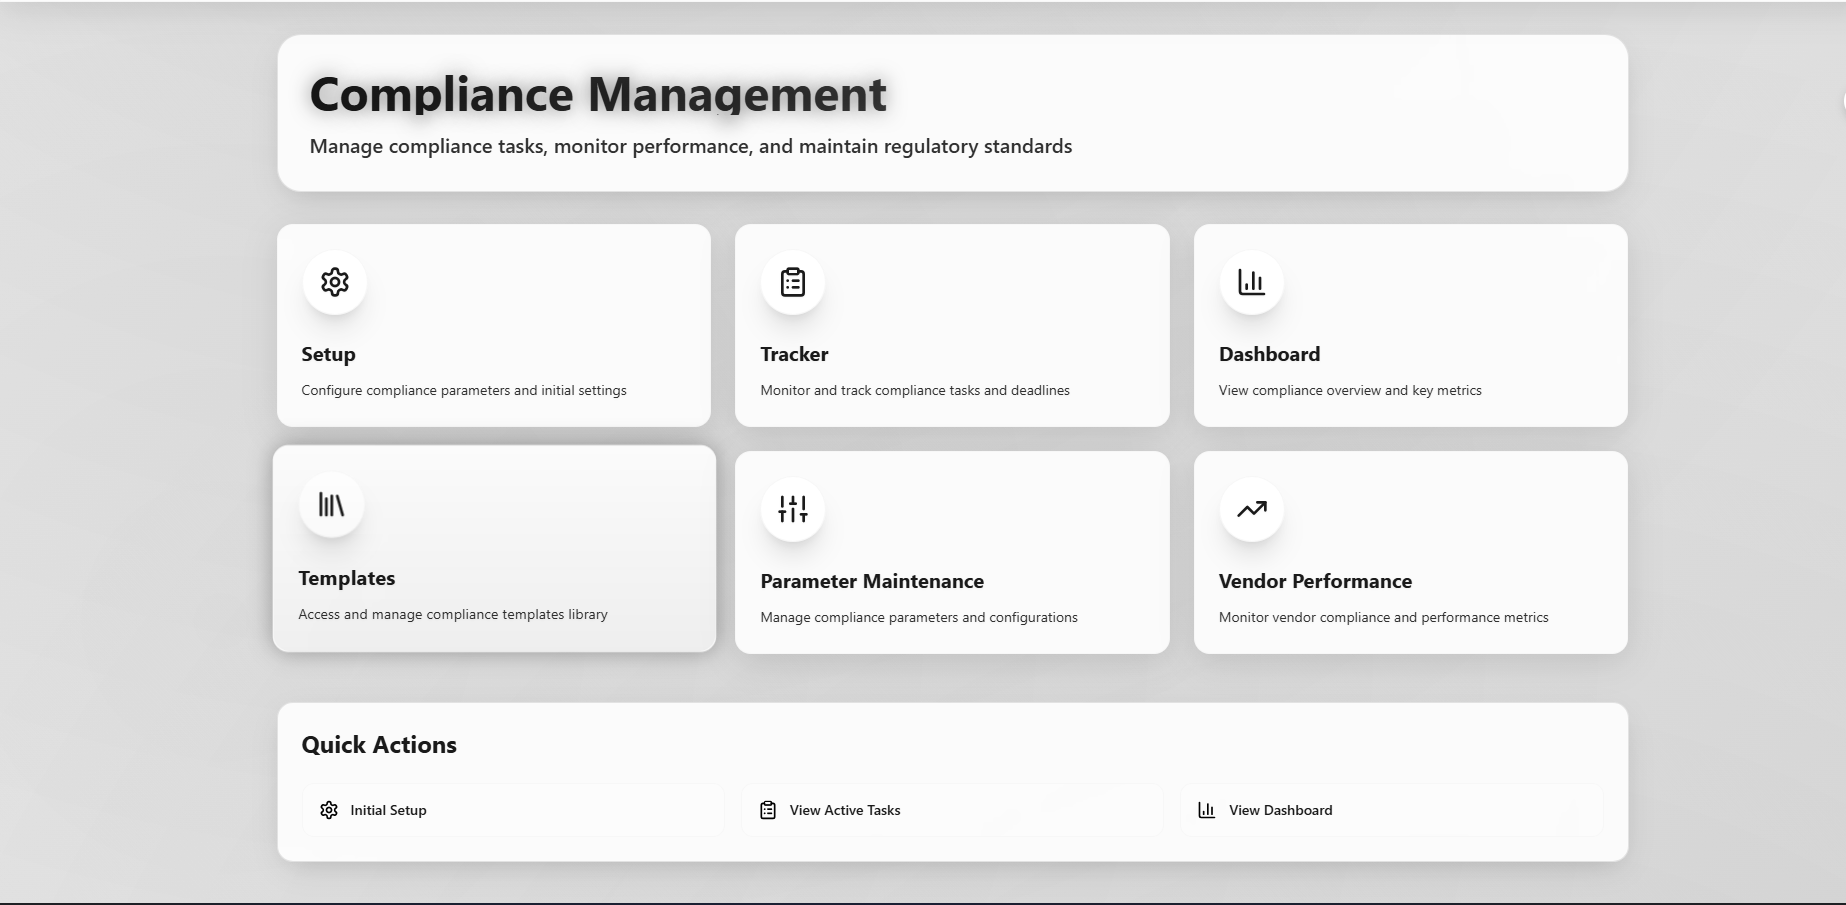 Compliance Management
Manage compliance tasks, monitor performance, and maintain regulatory standards
Setup
Configure compliance parameters and initial settings
Tracker
Monitor and track compliance tasks and deadlines
Dashboard
View compliance overview and key metrics
Templates
Access and manage compliance templates library
Parameter Maintenance
Manage compliance parameters and configurations
Vendor Performance
Monitor vendor compliance and performance metrics
Quick Actions
Initial Setup
View Active Tasks
View Dashboard